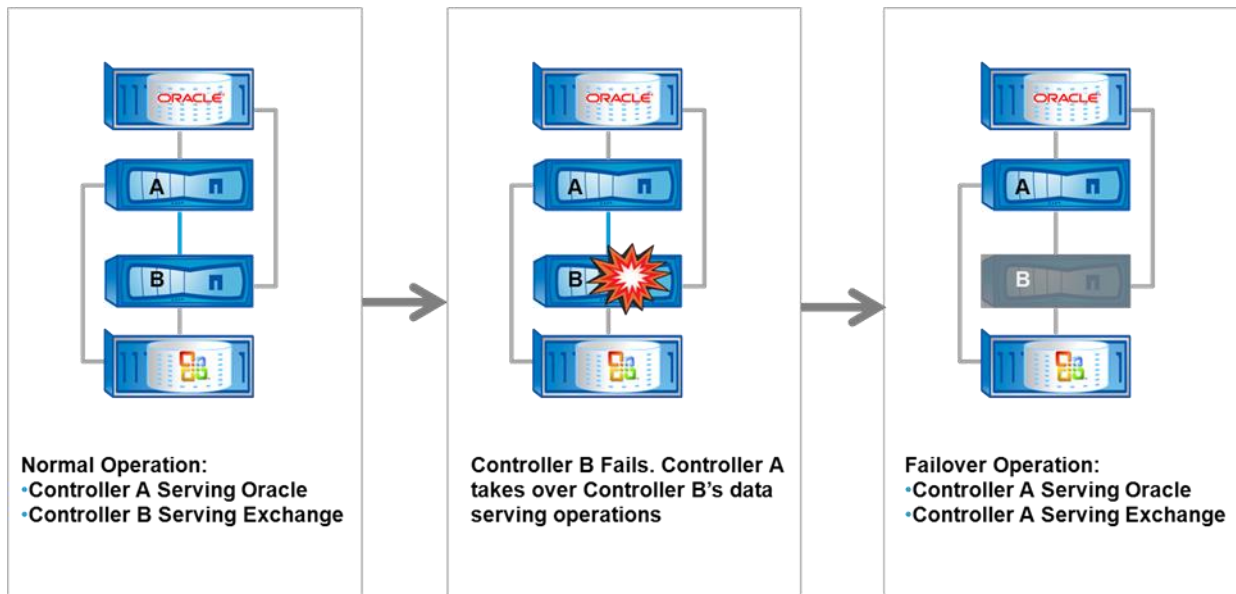 ORACLE
A
B
Normal Operation:
•Controller A Serving Oracle
•Controller B Serving Exchange
ORACLE
A
B
Controller B Fails. Controller A
takes over Controller B’s data
serving operations
ORACLE
A
B
Failover Operation:
•Controller A Serving Oracle
•Controller A Serving Exchange